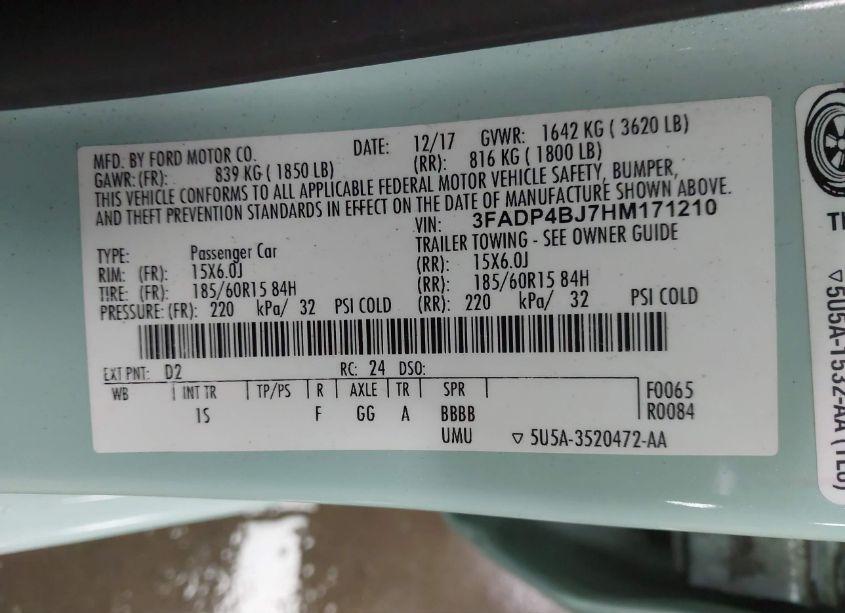 MFD. BY FORD MOTOR CO. DATE: 12/17 GVWR: 1642 KG ( 3620 LB)
GAWR:(FR): 839 KG ( 1850 LB) (RR): 816 KG ( 1800 LB)
THIS VEHICLE CONFORMS TO ALL APPLICABLE FEDERAL MOTOR VEHICLE SAFETY, BUMPER,
AND THEFT PREVENTION STANDARDS IN EFFECT ON THE DATE OF MANUFACTURE SHOWN ABOVE.
VIN: 3FADP4BJ7HM171210
TYPE: Passenger Car TRAILER TOWING - SEE OWNER GUIDE
RIM: (FR): 15X6.0J (RR): 15X6.0J
TIRE: (FR): 185/60R15 84H (RR): 185/60R15 84H
PRESSURE:(FR): 220 kPa/ 32 PSI COLD (RR): 220 kPa/ 32 PSI COLD
EXT PNT: D2 RC: 24 DSO:
WB INT TR TP/PS R AXLE TR SPR F0065
1S F GG A BBBB R0084
UMU ▽ 5U5A-3520472-AA
▽5U5A-1532-AA